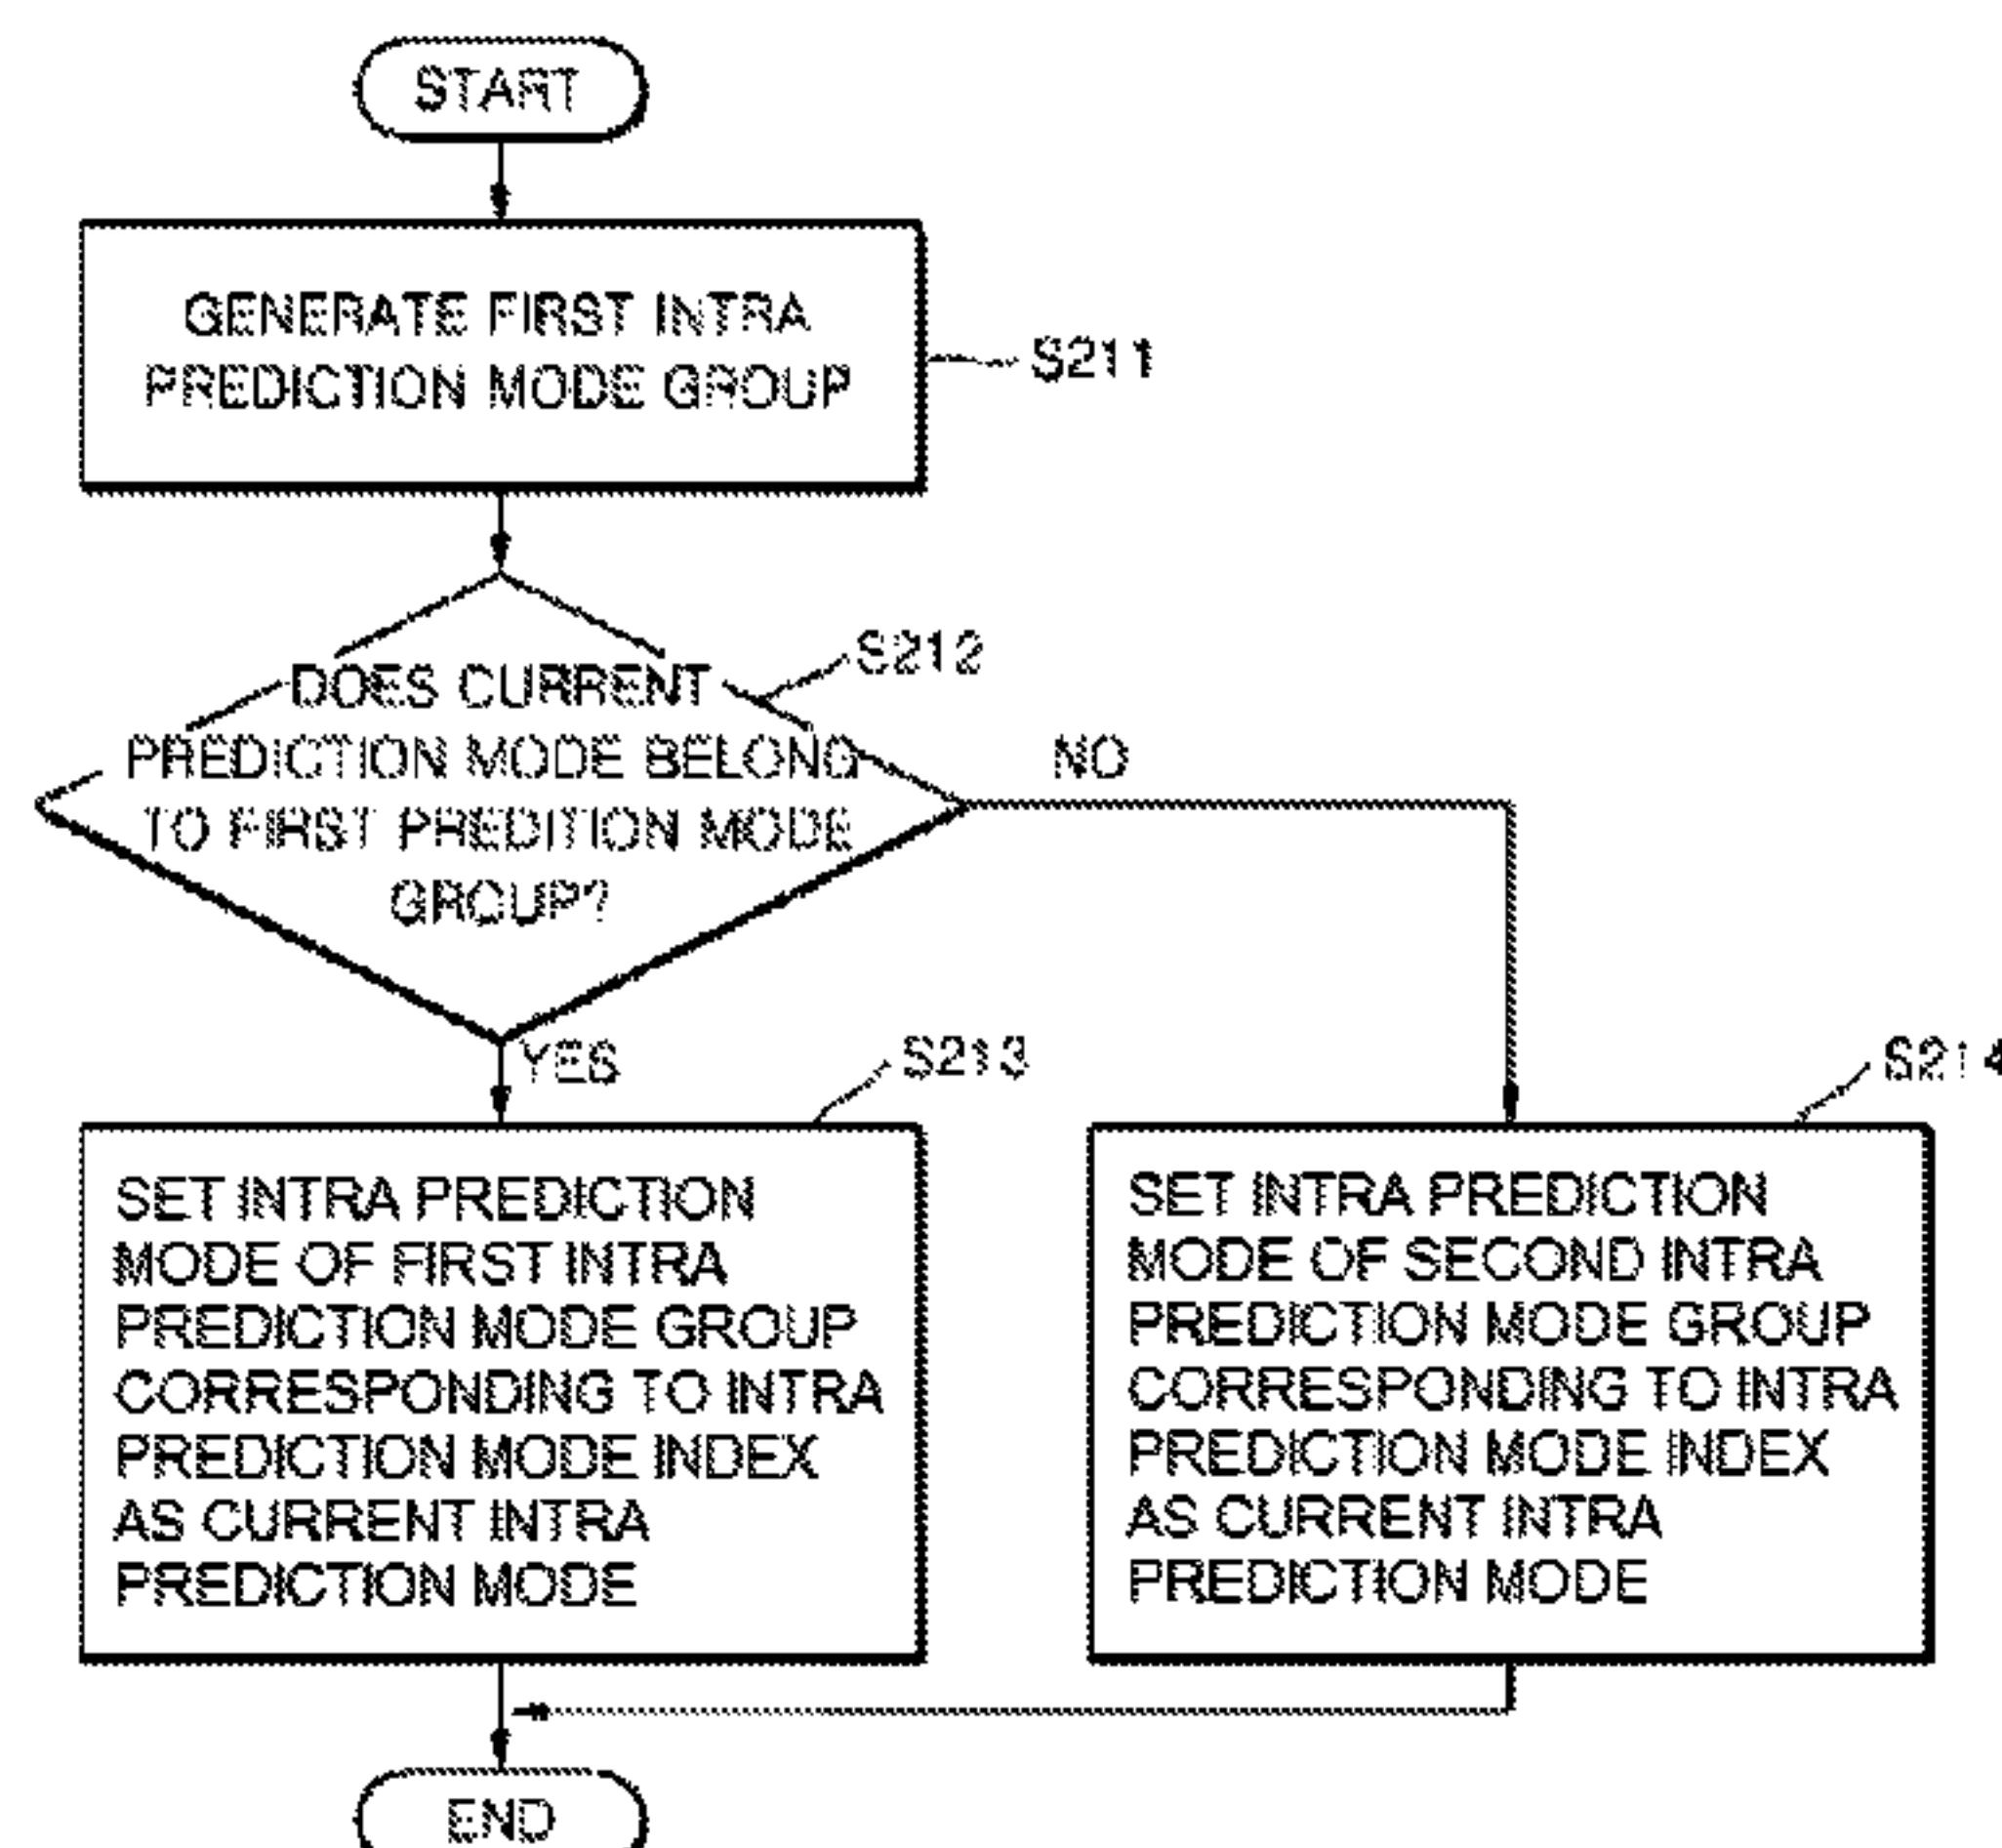 START
GENERATE FIRST INTRA
PREDICTION MODE GROUP
S211
DOES CURRENT
PREDICTION MODE BELONG
TO FIRST PREDITION MODE
GROUP?
S212
NO
YES
S213
SET INTRA PREDICTION
MODE OF FIRST INTRA
PREDICTION MODE GROUP
CORRESPONDING TO INTRA
PREDICTION MODE INDEX
AS CURRENT INTRA
PREDICTION MODE
S214
SET INTRA PREDICTION
MODE OF SECOND INTRA
PREDICTION MODE GROUP
CORRESPONDING TO INTRA
PREDICTION MODE INDEX
AS CURRENT INTRA
PREDICTION MODE
END